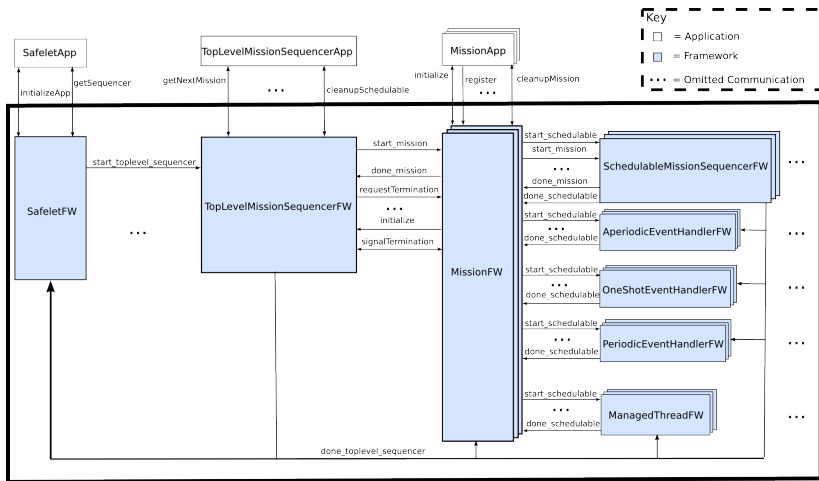 Key
= Application
= Framework
= Omitted Communication
SafeletApp
TopLevelMissionSequencerApp
MissionApp
initializeApp
getSequencer
getNextMission
cleanupSchedulable
initialize
register
cleanupMission
SafeletFW
start_toplevel_sequencer
TopLevelMissionSequencerFW
start_mission
done_mission
requestTermination
initialize
signalTermination
MissionFW
start_schedulable
start_mission
done_mission
done_schedulable
SchedulableMissionSequencerFW
start_schedulable
done_schedulable
AperiodicEventHandlerFW
start_schedulable
done_schedulable
OneShotEventHandlerFW
start_schedulable
done_schedulable
PeriodicEventHandlerFW
start_schedulable
done_schedulable
ManagedThreadFW
done_toplevel_sequencer